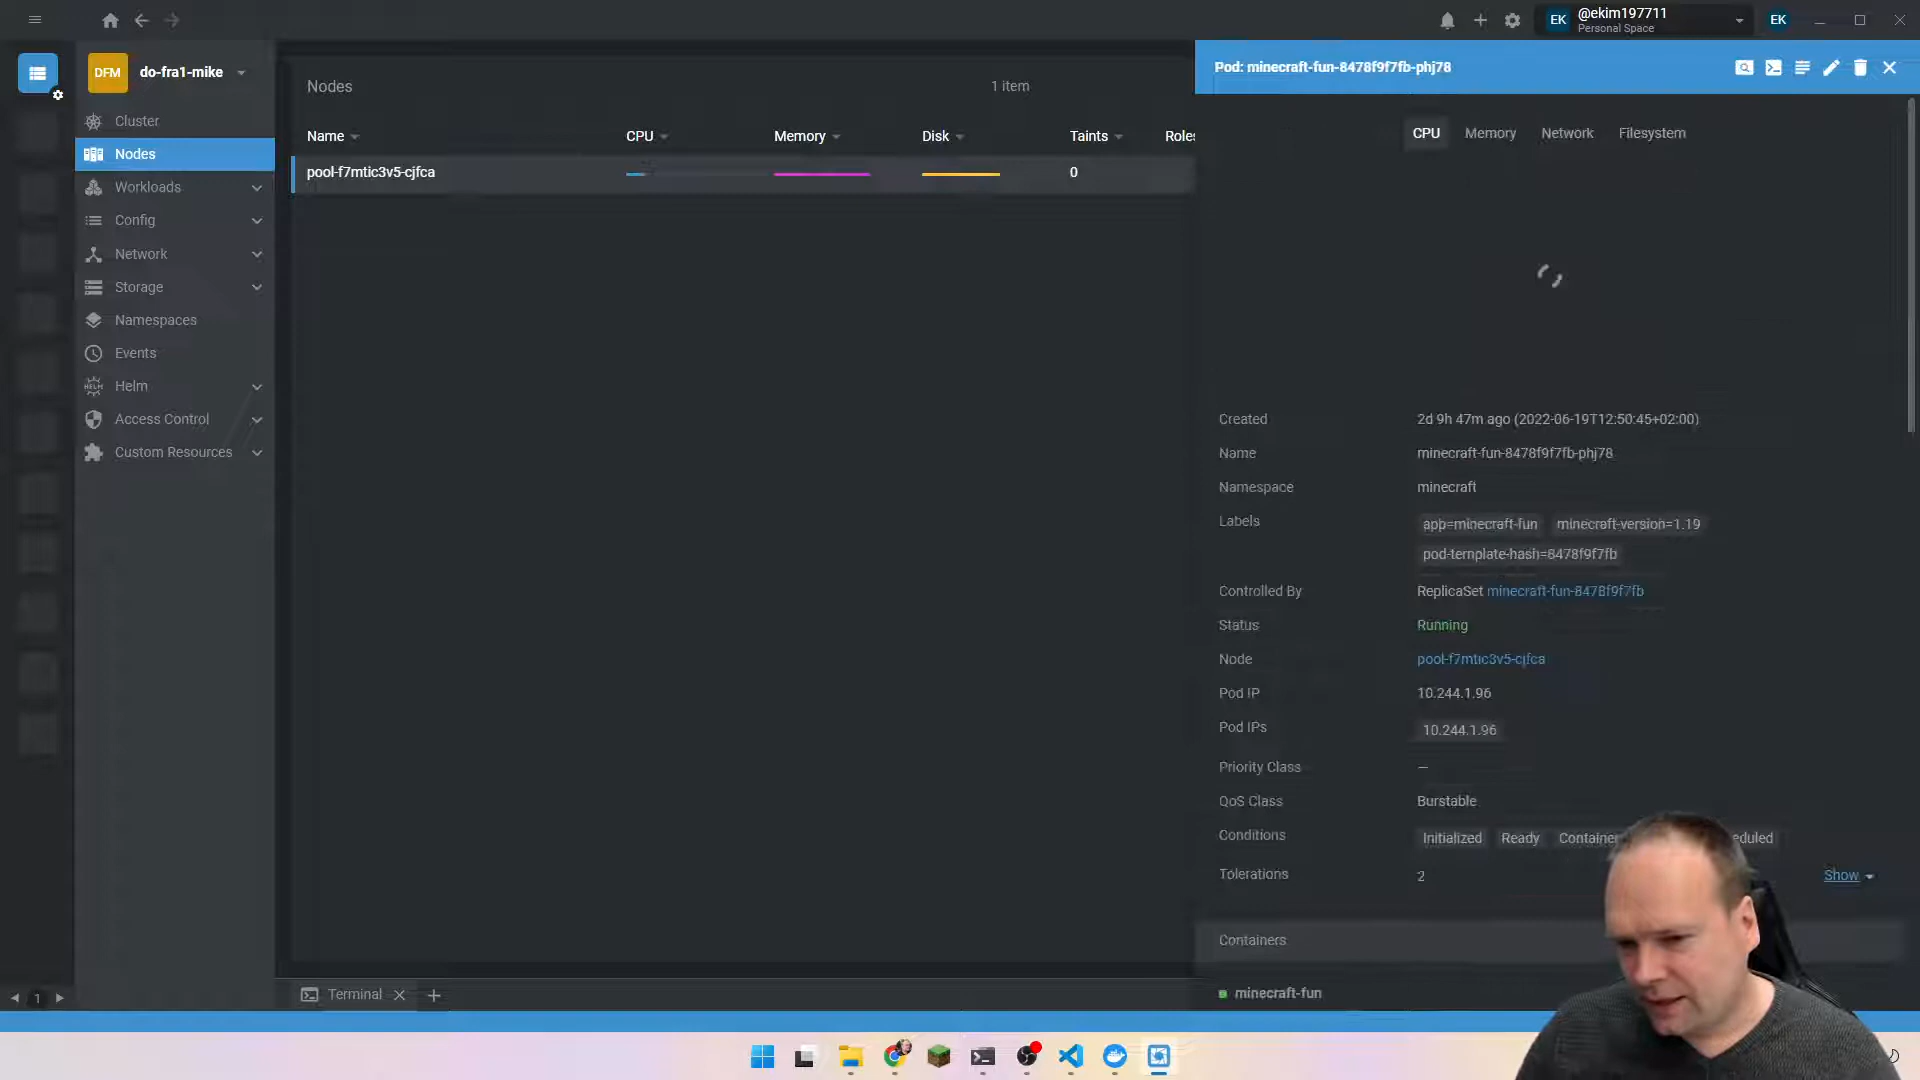 EK
@ekim197711
Personal Space
EK
DFM
do-fra1-mike
Cluster
Nodes
Workloads
Config
Network
Storage
Namespaces
Events
HELM
Helm
Access Control
Custom Resources
1
Nodes
1 item
Name
CPU
Memory
Disk
Taints
Roles
pool-f7mtic3v5-cjfca
0
Terminal
Pod: minecraft-fun-8478f9f7fb-phj78
CPU
Memory
Network
Filesystem
Created
2d 9h 47m ago (2022-06-19T12:50:45+02:00)
Name
minecraft-fun-8478f9f7fb-phj78
Namespace
minecraft
Labels
app=minecraft-fun
minecraft-version=1.19
pod-template-hash=8478f9f7fb
Controlled By
ReplicaSet minecraft-fun-8478f9f7fb
Status
Running
Node
pool-f7mtic3v5-cjfca
Pod IP
10.244.1.96
Pod IPs
10.244.1.96
Priority Class
—
QoS Class
Burstable
Conditions
Initialized
Ready
Container
eduled
Tolerations
2
Show
Containers
minecraft-fun